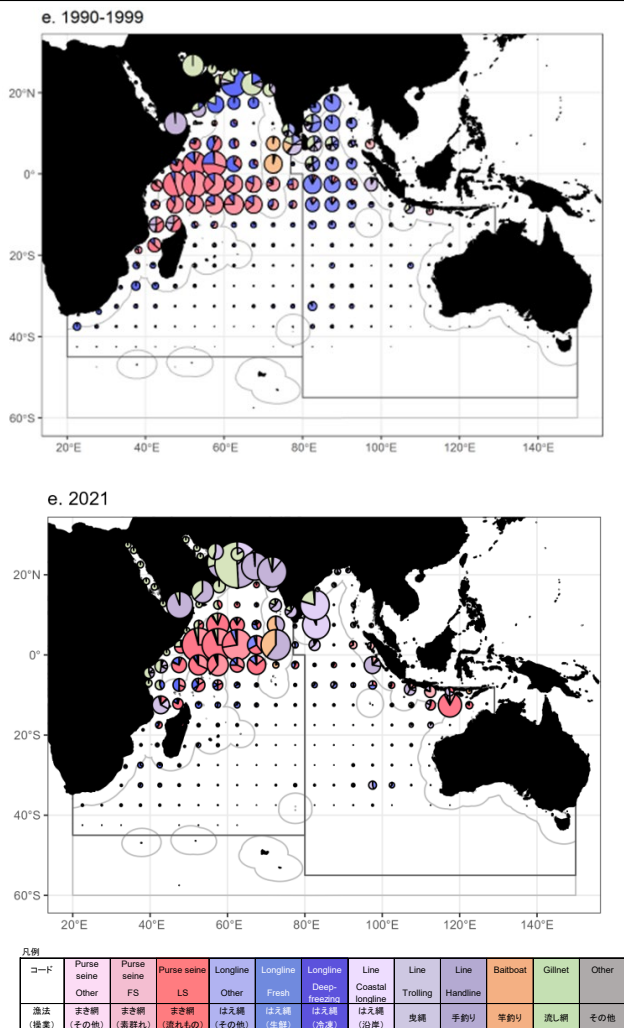 e. 1990-1999
20°N
0°
20°S
40°S
60°S
20°E 40°E 60°E 80°E 100°E 120°E 140°E
e. 2021
20°N
0°
20°S
40°S
60°S
20°E 40°E 60°E 80°E 100°E 120°E 140°E
凡例
コード Purse seine Other Purse seine FS Purse seine LS Longline Other Longline Fresh Longline Deep-freezing Line Coastal longline Line Trolling Line Handline Baitboat Gillnet Other
漁法 (操業) まき網 (その他) まき網 (素群れ) まき網 (流れもの) はえ縄 (その他) はえ縄 (生鮮) はえ縄 (冷凍) はえ縄 (沿岸) 曳縄 手釣り 竿釣り 流し網 その他